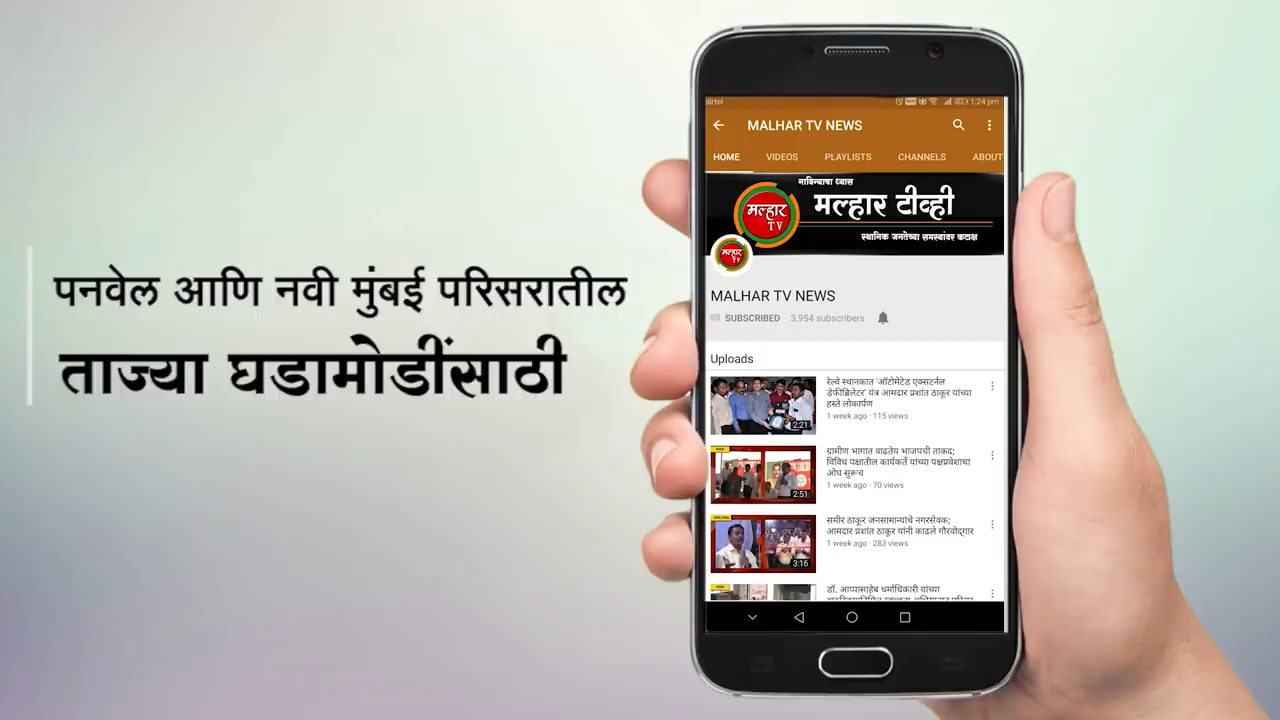 पनवेल आणि नवी मुंबई परिसरातील
ताज्या घडामोडींसाठी
airtel
1:24 pm
MALHAR TV NEWS
HOME VIDEOS PLAYLISTS CHANNELS ABOUT
नाविन्याचा ध्यास
मल्हार टीव्ही
मल्हार
TV
स्थानिक जनतेच्या समस्यांवर कटाक्ष
मल्हार
TV
MALHAR TV NEWS
SUBSCRIBED 3,954 subscribers
Uploads
रेल्वे स्थानकात 'ऑटोमेटेड एक्सटर्नल
डेफीब्रिलेटर' यंत्र आमदार प्रशांत ठाकूर यांच्या
हस्ते लोकार्पण
1 week ago · 115 views
2:21
ग्रामीण भागात वाढतेय भाजपची ताकद;
विविध पक्षातील कार्यकर्ते यांच्या पक्षप्रवेशाचा
ओघ सुरूच
1 week ago · 70 views
2:51
समीर ठाकूर जनसामान्यांचे नगरसेवक;
आमदार प्रशांत ठाकूर यांनी काढले गौरवोद्गार
1 week ago · 283 views
3:16
डॉ. आप्पासाहेब धर्माधिकारी यांच्या